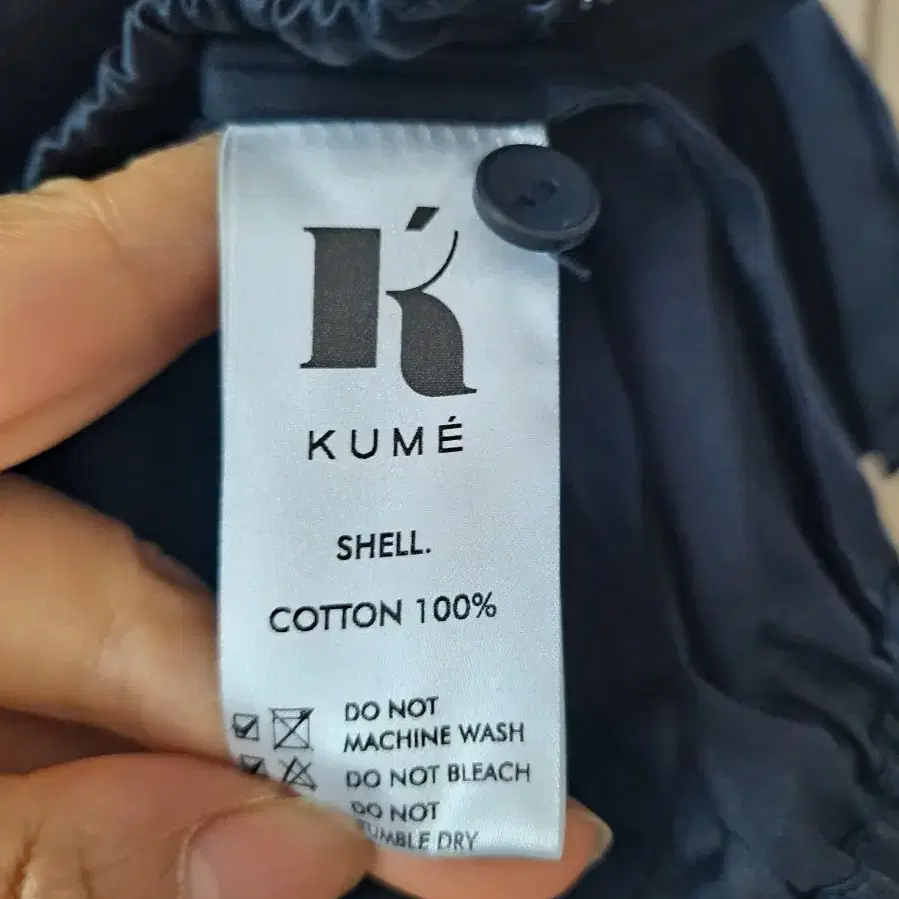 KUMÉ
SHELL.
COTTON 100%
DO NOT
MACHINE WASH
DO NOT BLEACH
DO NOT
TUMBLE DRY